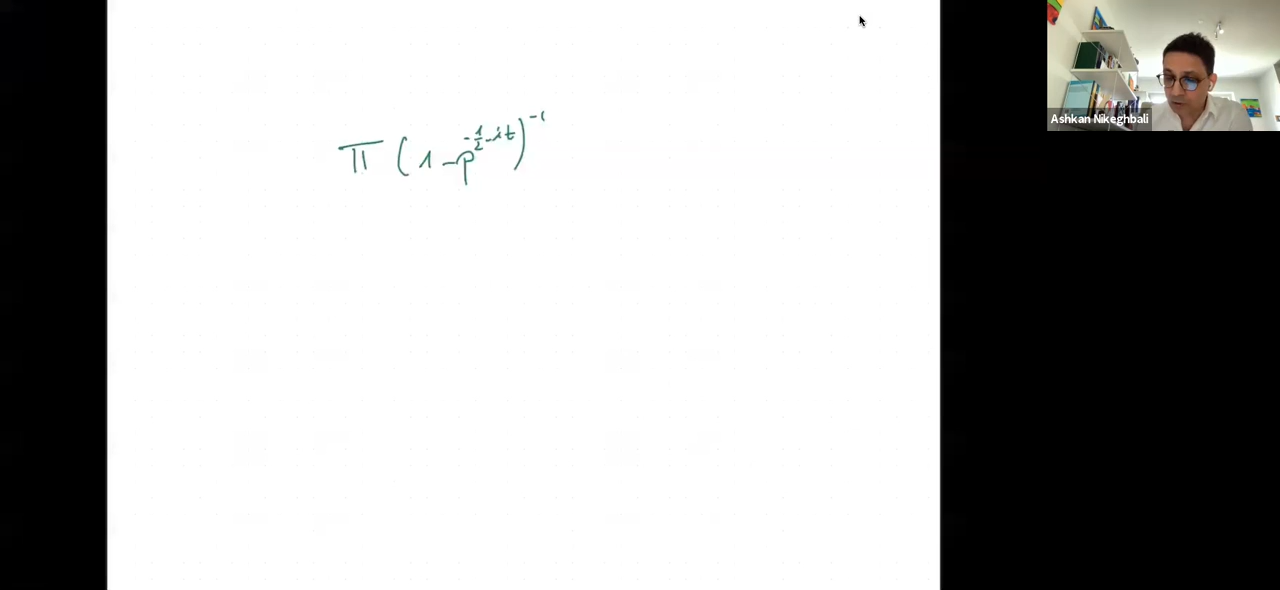 ∏ (1 - p^{-1/2 - it})^{-1}
Ashkan Nikeghbali